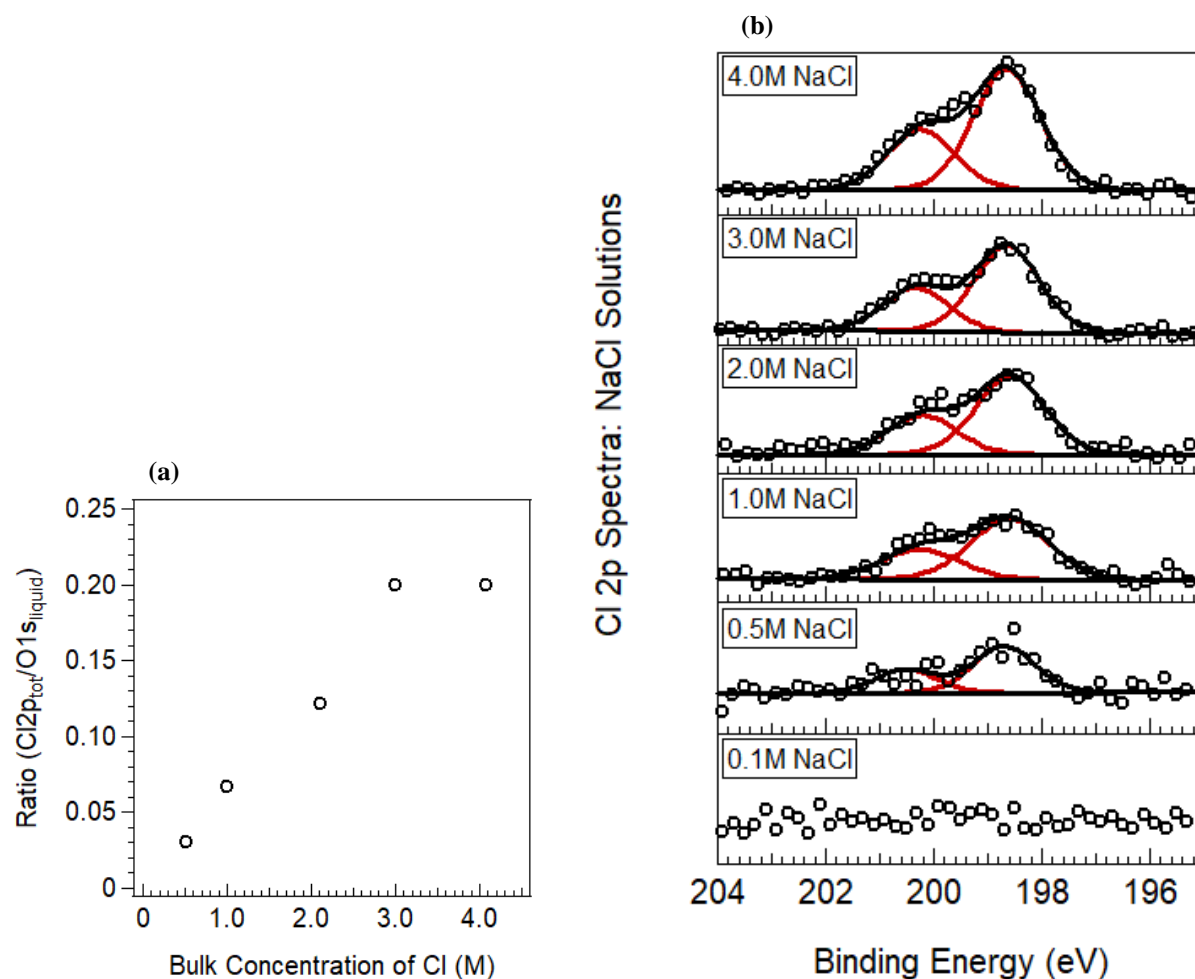 (a)
0.25
0.20
0.15
0.10
0.05
0
Ratio (Cl2ptot/O1sliquid)
0 1.0 2.0 3.0 4.0
Bulk Concentration of Cl (M)
(b)
Cl 2p Spectra: NaCl Solutions
4.0M NaCl
3.0M NaCl
2.0M NaCl
1.0M NaCl
0.5M NaCl
0.1M NaCl
204 202 200 198 196
Binding Energy (eV)